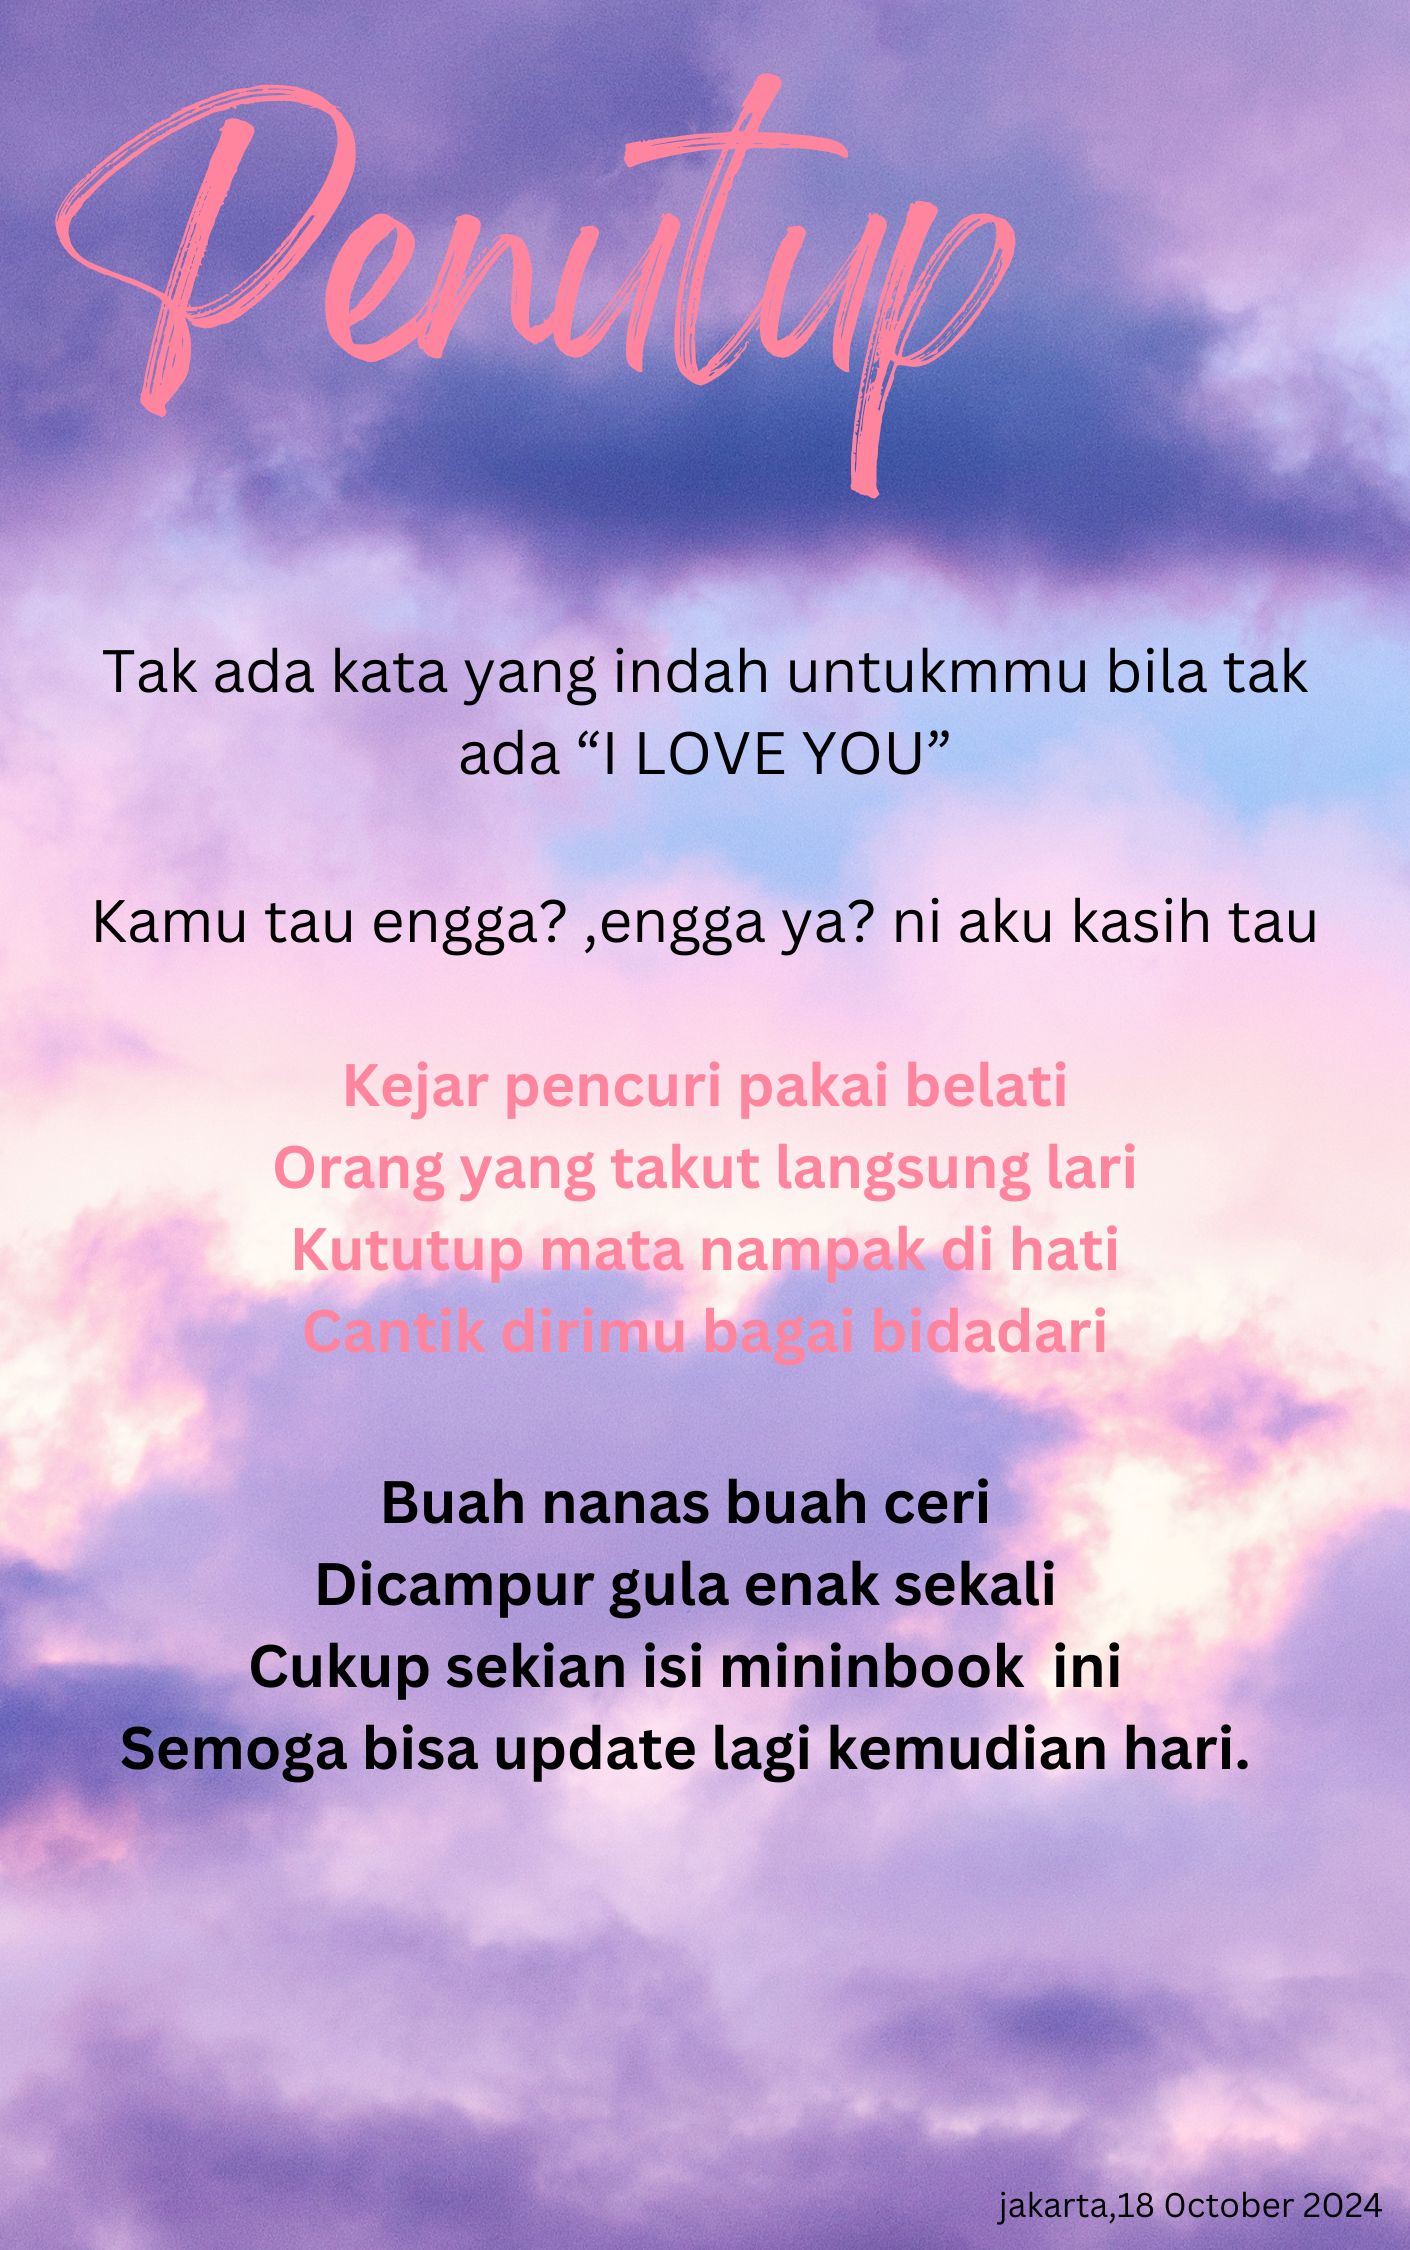 Penutup
Tak ada kata yang indah untukmmu bila tak
ada “I LOVE YOU”
Kamu tau engga? ,engga ya? ni aku kasih tau
Kejar pencuri pakai belati
Orang yang takut langsung lari
Kututup mata nampak di hati
Cantik dirimu bagai bidadari
Buah nanas buah ceri
Dicampur gula enak sekali
Cukup sekian isi mininbook  ini
Semoga bisa update lagi kemudian hari.
jakarta,18 October 2024